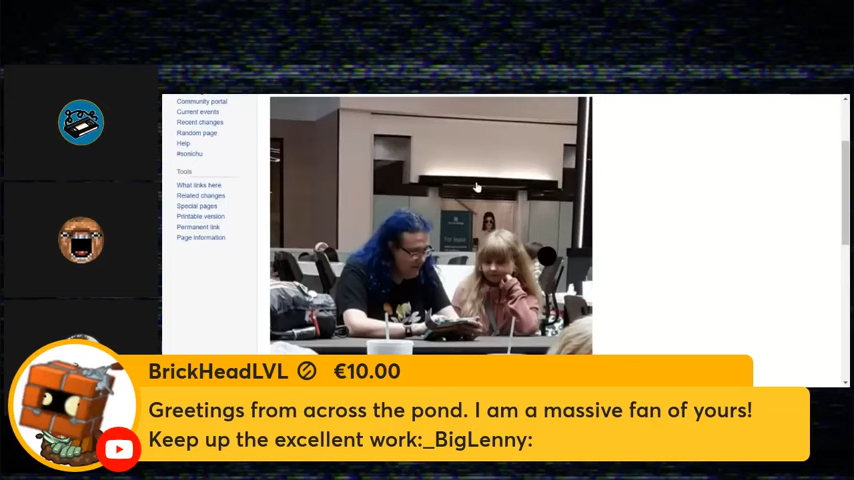 Community portal
Current events
Recent changes
Random page
Help
#sonichu
Tools
What links here
Related changes
Special pages
Printable version
Permanent link
Page information
For lease
BrickHeadLVL €10.00
Greetings from across the pond. I am a massive fan of yours!
Keep up the excellent work:_BigLenny: